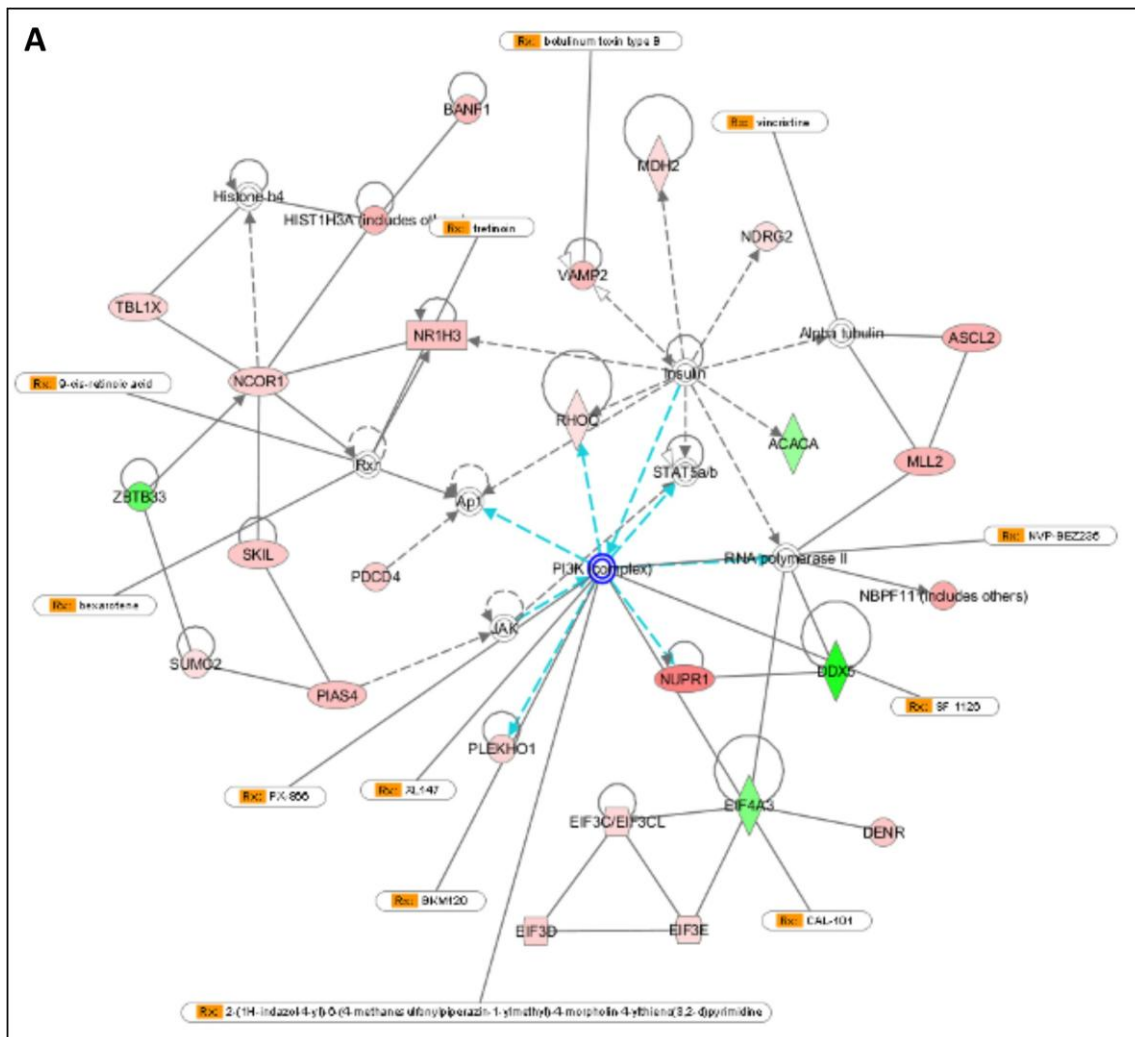 A
Rx: botulinum toxin type B
BANF1
Rx: vincristine
MDH2
Histone h4
HIST1H3A (includes others)
Rx: tretinoin
NDRG2
VAMP2
TBL1X
NR1H3
Alpha tubulin
ASCL2
Rx: 9-cis-retinoic acid
NCOR1
Insulin
RHOQ
ACACA
Rxr
STAT5a/b
MLL2
ZBTB33
Ap1
SKIL
PDCD4
PI3K (complex)
RNA polymerase II
Rx: NVP-BEZ235
NBPF11 (includes others)
Rx: bexarotene
JAK
SUMO2
PIAS4
NUPR1
DDX5
Rx: SF-1126
PLEKHO1
Rx: PX-866
Rx: XL147
EIF4A3
EIF3C/EIF3CL
DENR
Rx: BKM120
Rx: CAL-101
EIF3D
EIF3E
Rx: 2-(1H-indazol-4-yl)-6-(4-methanesulfonylpiperazin-1-ylmethyl)-4-morpholin-4-ylthieno(3,2-d)pyrimidine